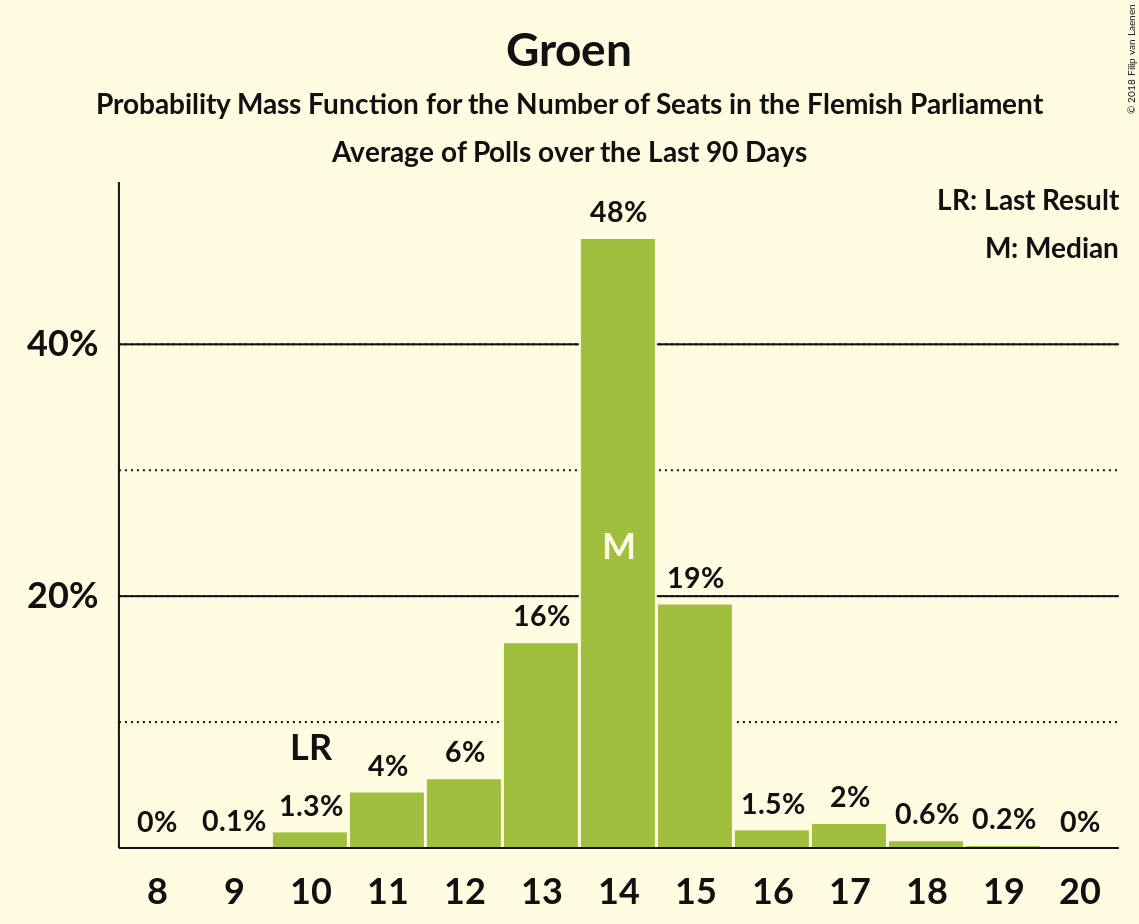 Groen
Probability Mass Function for the Number of Seats in the Flemish Parliament
Average of Polls over the Last 90 Days
© 2018 Filip van Laenen
LR: Last Result
M: Median
48%
40%
M
19%
20%
16%
LR
6%
4%
2%
1.3%
1.5%
0.6%
0.2%
0%
0.1%
0%
8 9 10 11 12 13 14 15 16 17 18 19 20